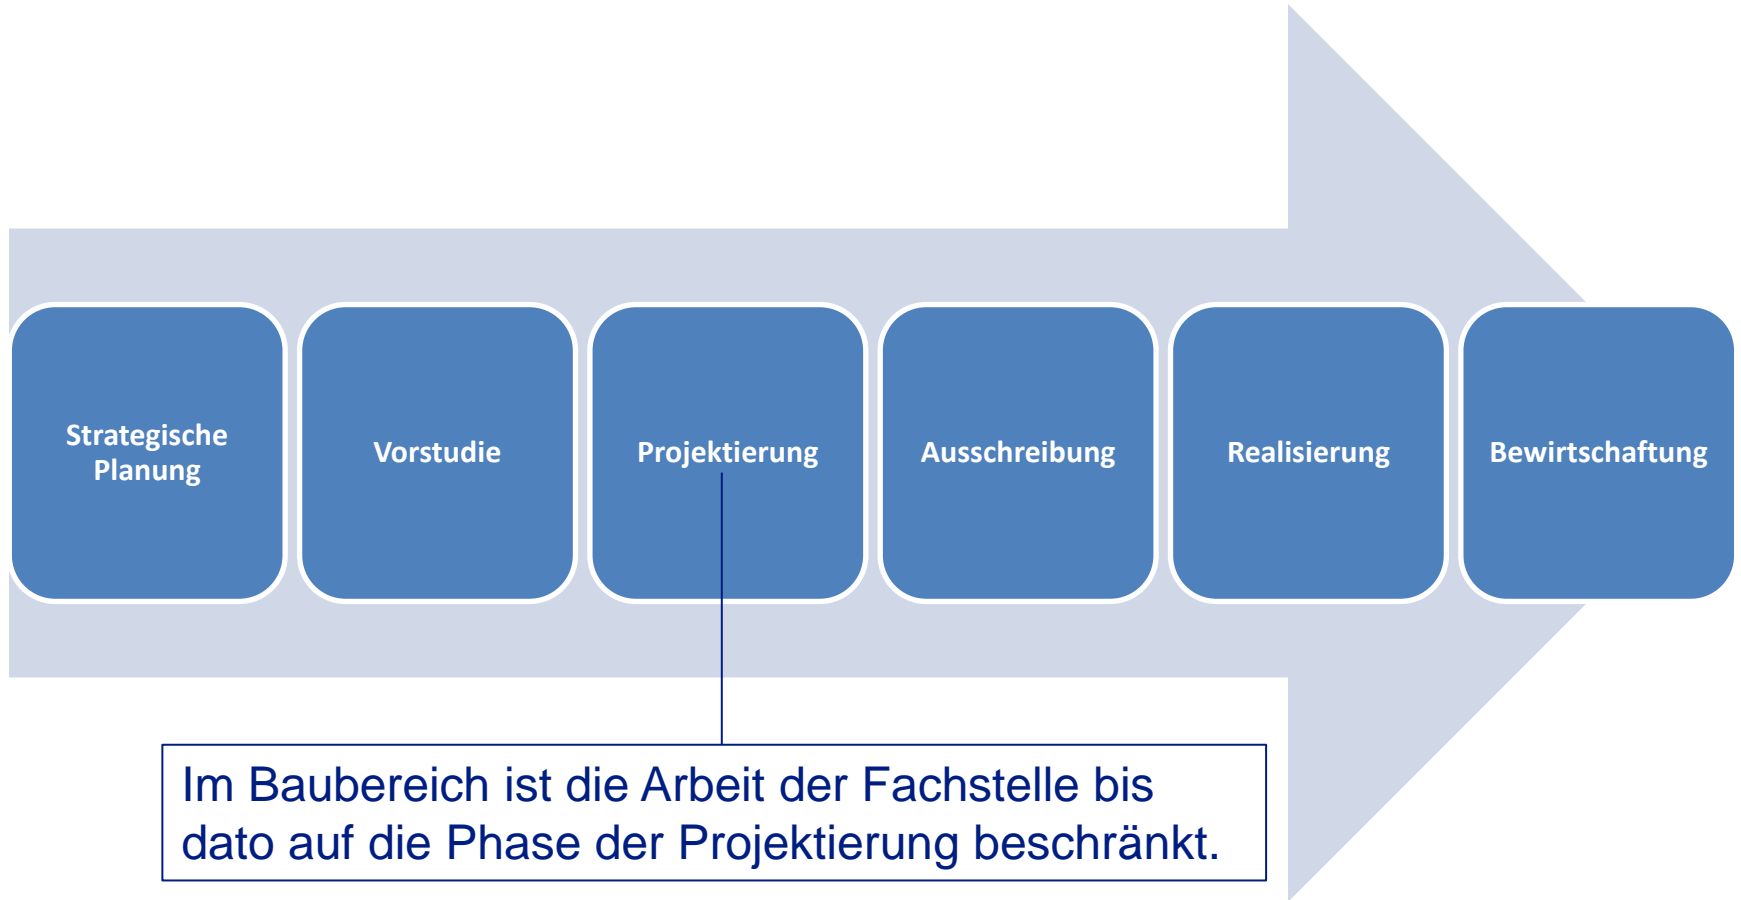 Strategische
Planung
Vorstudie
Projektierung
Ausschreibung
Realisierung
Bewirtschaftung
Im Baubereich ist die Arbeit der Fachstelle bis
dato auf die Phase der Projektierung beschränkt.